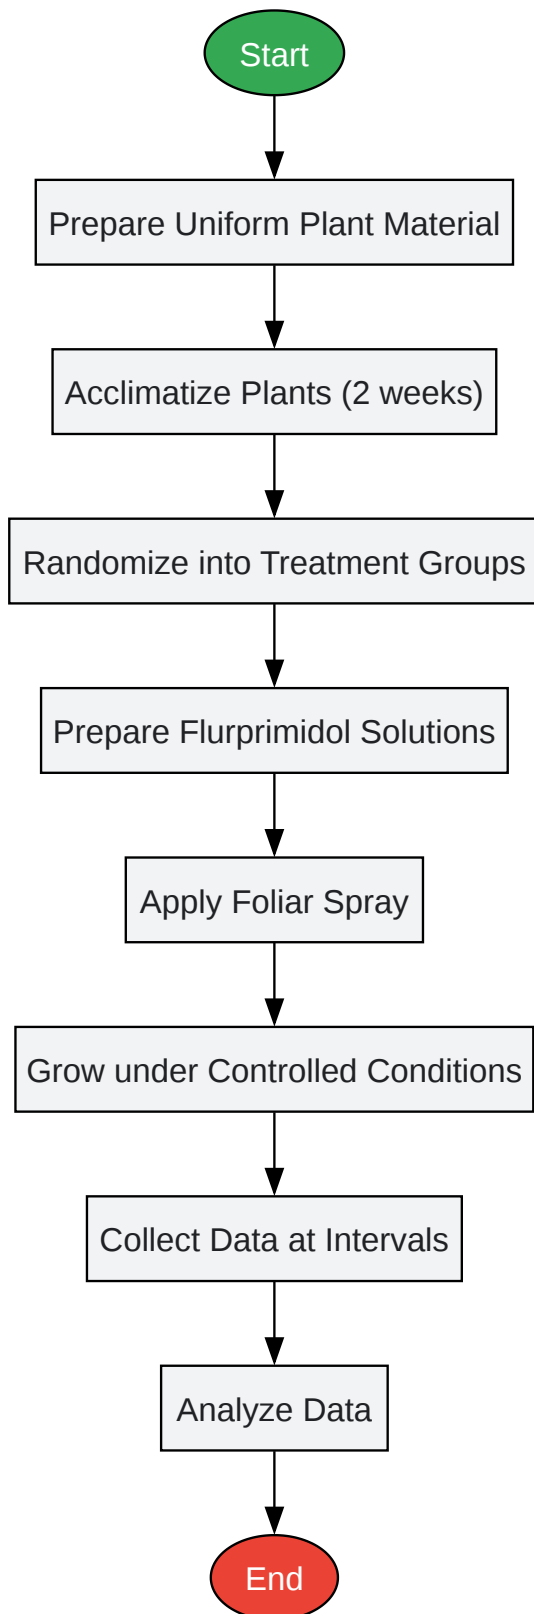 Start
Prepare Uniform Plant Material
Acclimatize Plants (2 weeks)
Randomize into Treatment Groups
Prepare Flurprimidol Solutions
Apply Foliar Spray
Grow under Controlled Conditions
Collect Data at Intervals
Analyze Data
End